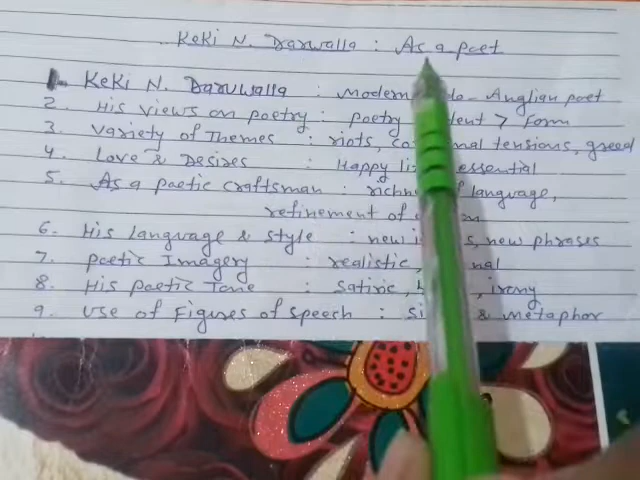 Keki N. Daruwalla : As a poet
1. Keki N. Daruwalla : Modern - Anglian poet
2. His views on poetry : poetry > form
3. Variety of Themes : riots, tensions, greed
4. Love & Desires : Happy essential
5. As a poetic craftsman : language,
refinement of
6. His language & style : new new phrases
7. Poetic Imagery : realistic,
8. His Poetic Tone : satiric, irony
9. Use of Figures of Speech : & metaphor